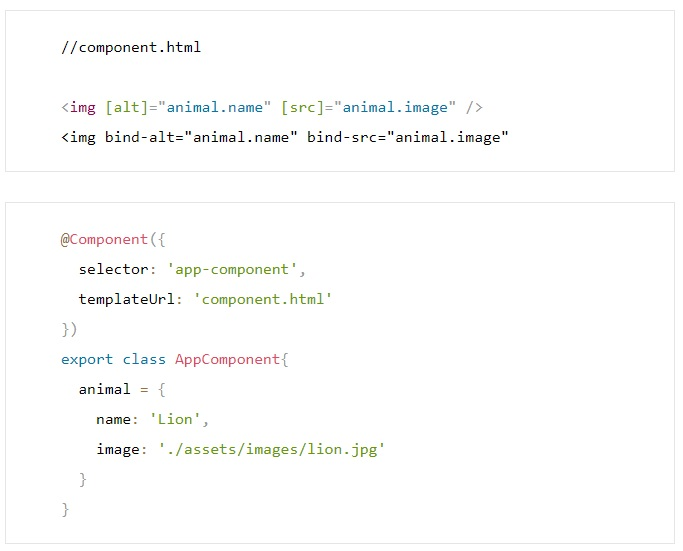 //component.html
<img [alt]="animal.name" [src]="animal.image" />
<img bind-alt="animal.name" bind-src="animal.image"
@Component({
selector: 'app-component',
templateUrl: 'component.html'
})
export class AppComponent{
animal = {
name: 'Lion',
image: './assets/images/lion.jpg'
}
}